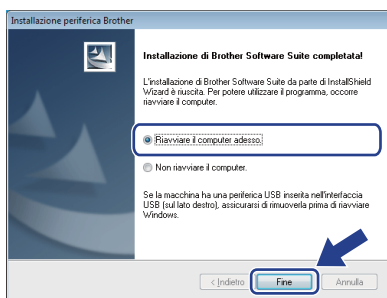 Installazione periferica Brother
Installazione di Brother Software Suite completata!
L'installazione di Brother Software Suite da parte di InstallShield
Wizard è riuscita. Per potere utilizzare il programma, occorre
riavviare il computer.
Riavviare il computer adesso.
Non riavviare il computer.
Se la macchina ha una periferica USB inserita nell'interfaccia
USB (sul lato destro), assicurarsi di rimuoverla prima di riavviare
Windows.
< Indietro Fine Annulla